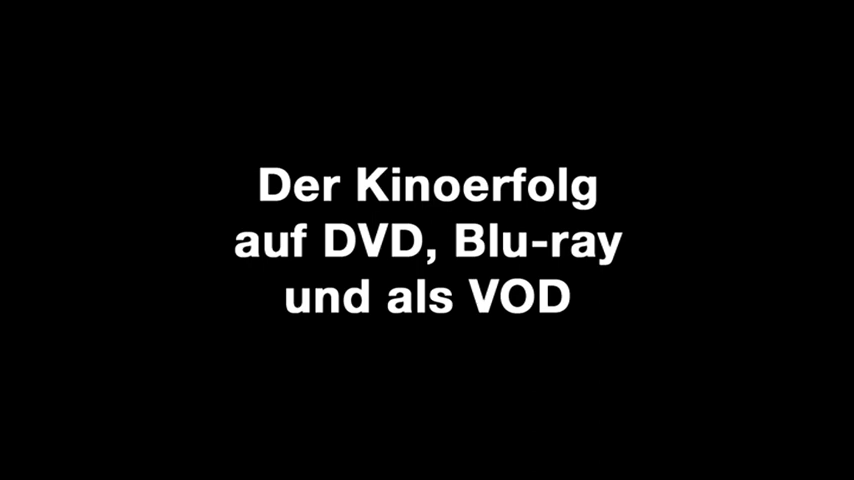 Der Kinoerfolg
auf DVD, Blu-ray
und als VOD